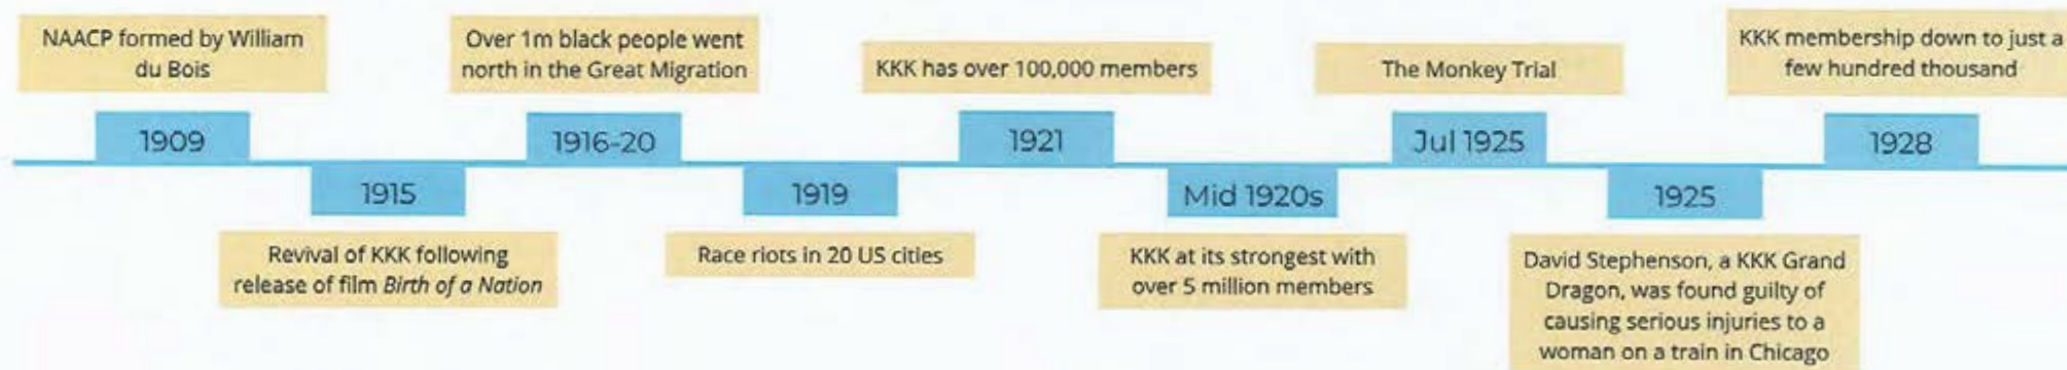 NAACP formed by William
du Bois
1909
1915
Revival of KKK following
release of film Birth of a Nation
Over 1m black people went
north in the Great Migration
1916-20
1919
Race riots in 20 US cities
KKK has over 100,000 members
1921
Mid 1920s
KKK at its strongest with
over 5 million members
The Monkey Trial
Jul 1925
1925
David Stephenson, a KKK Grand
Dragon, was found guilty of
causing serious injuries to a
woman on a train in Chicago
KKK membership down to just a
few hundred thousand
1928